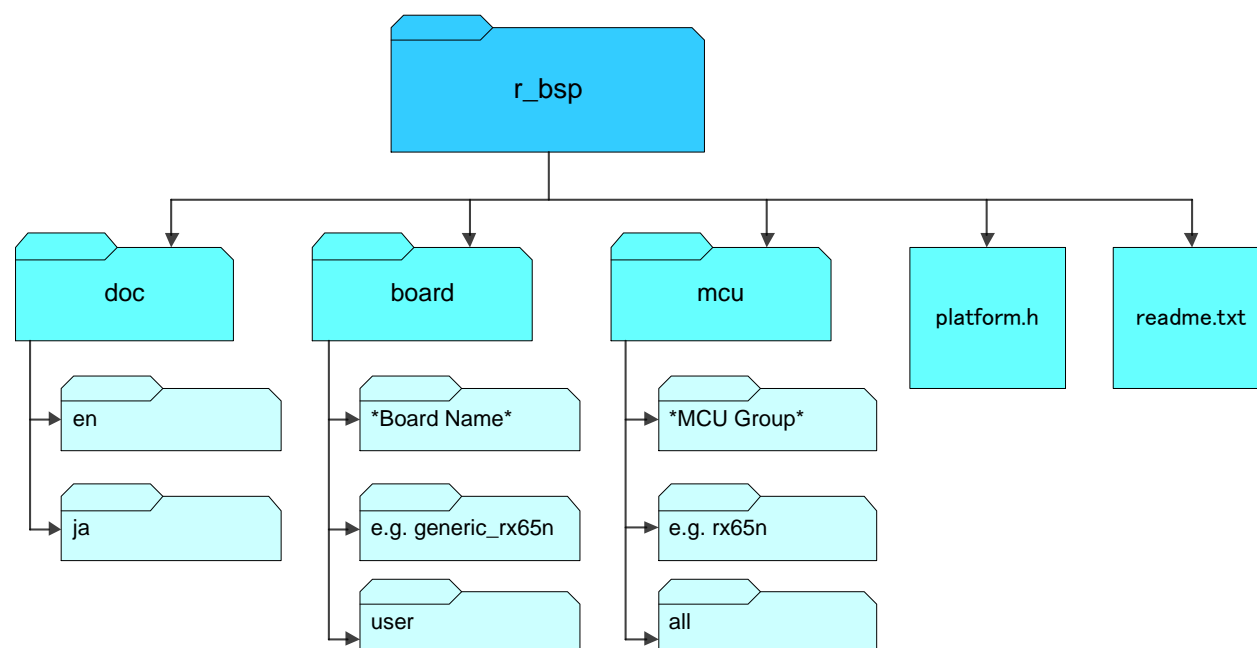 r_bsp
doc
board
mcu
platform.h
readme.txt
en
*Board Name*
*MCU Group*
ja
e.g. generic_rx65n
e.g. rx65n
user
all